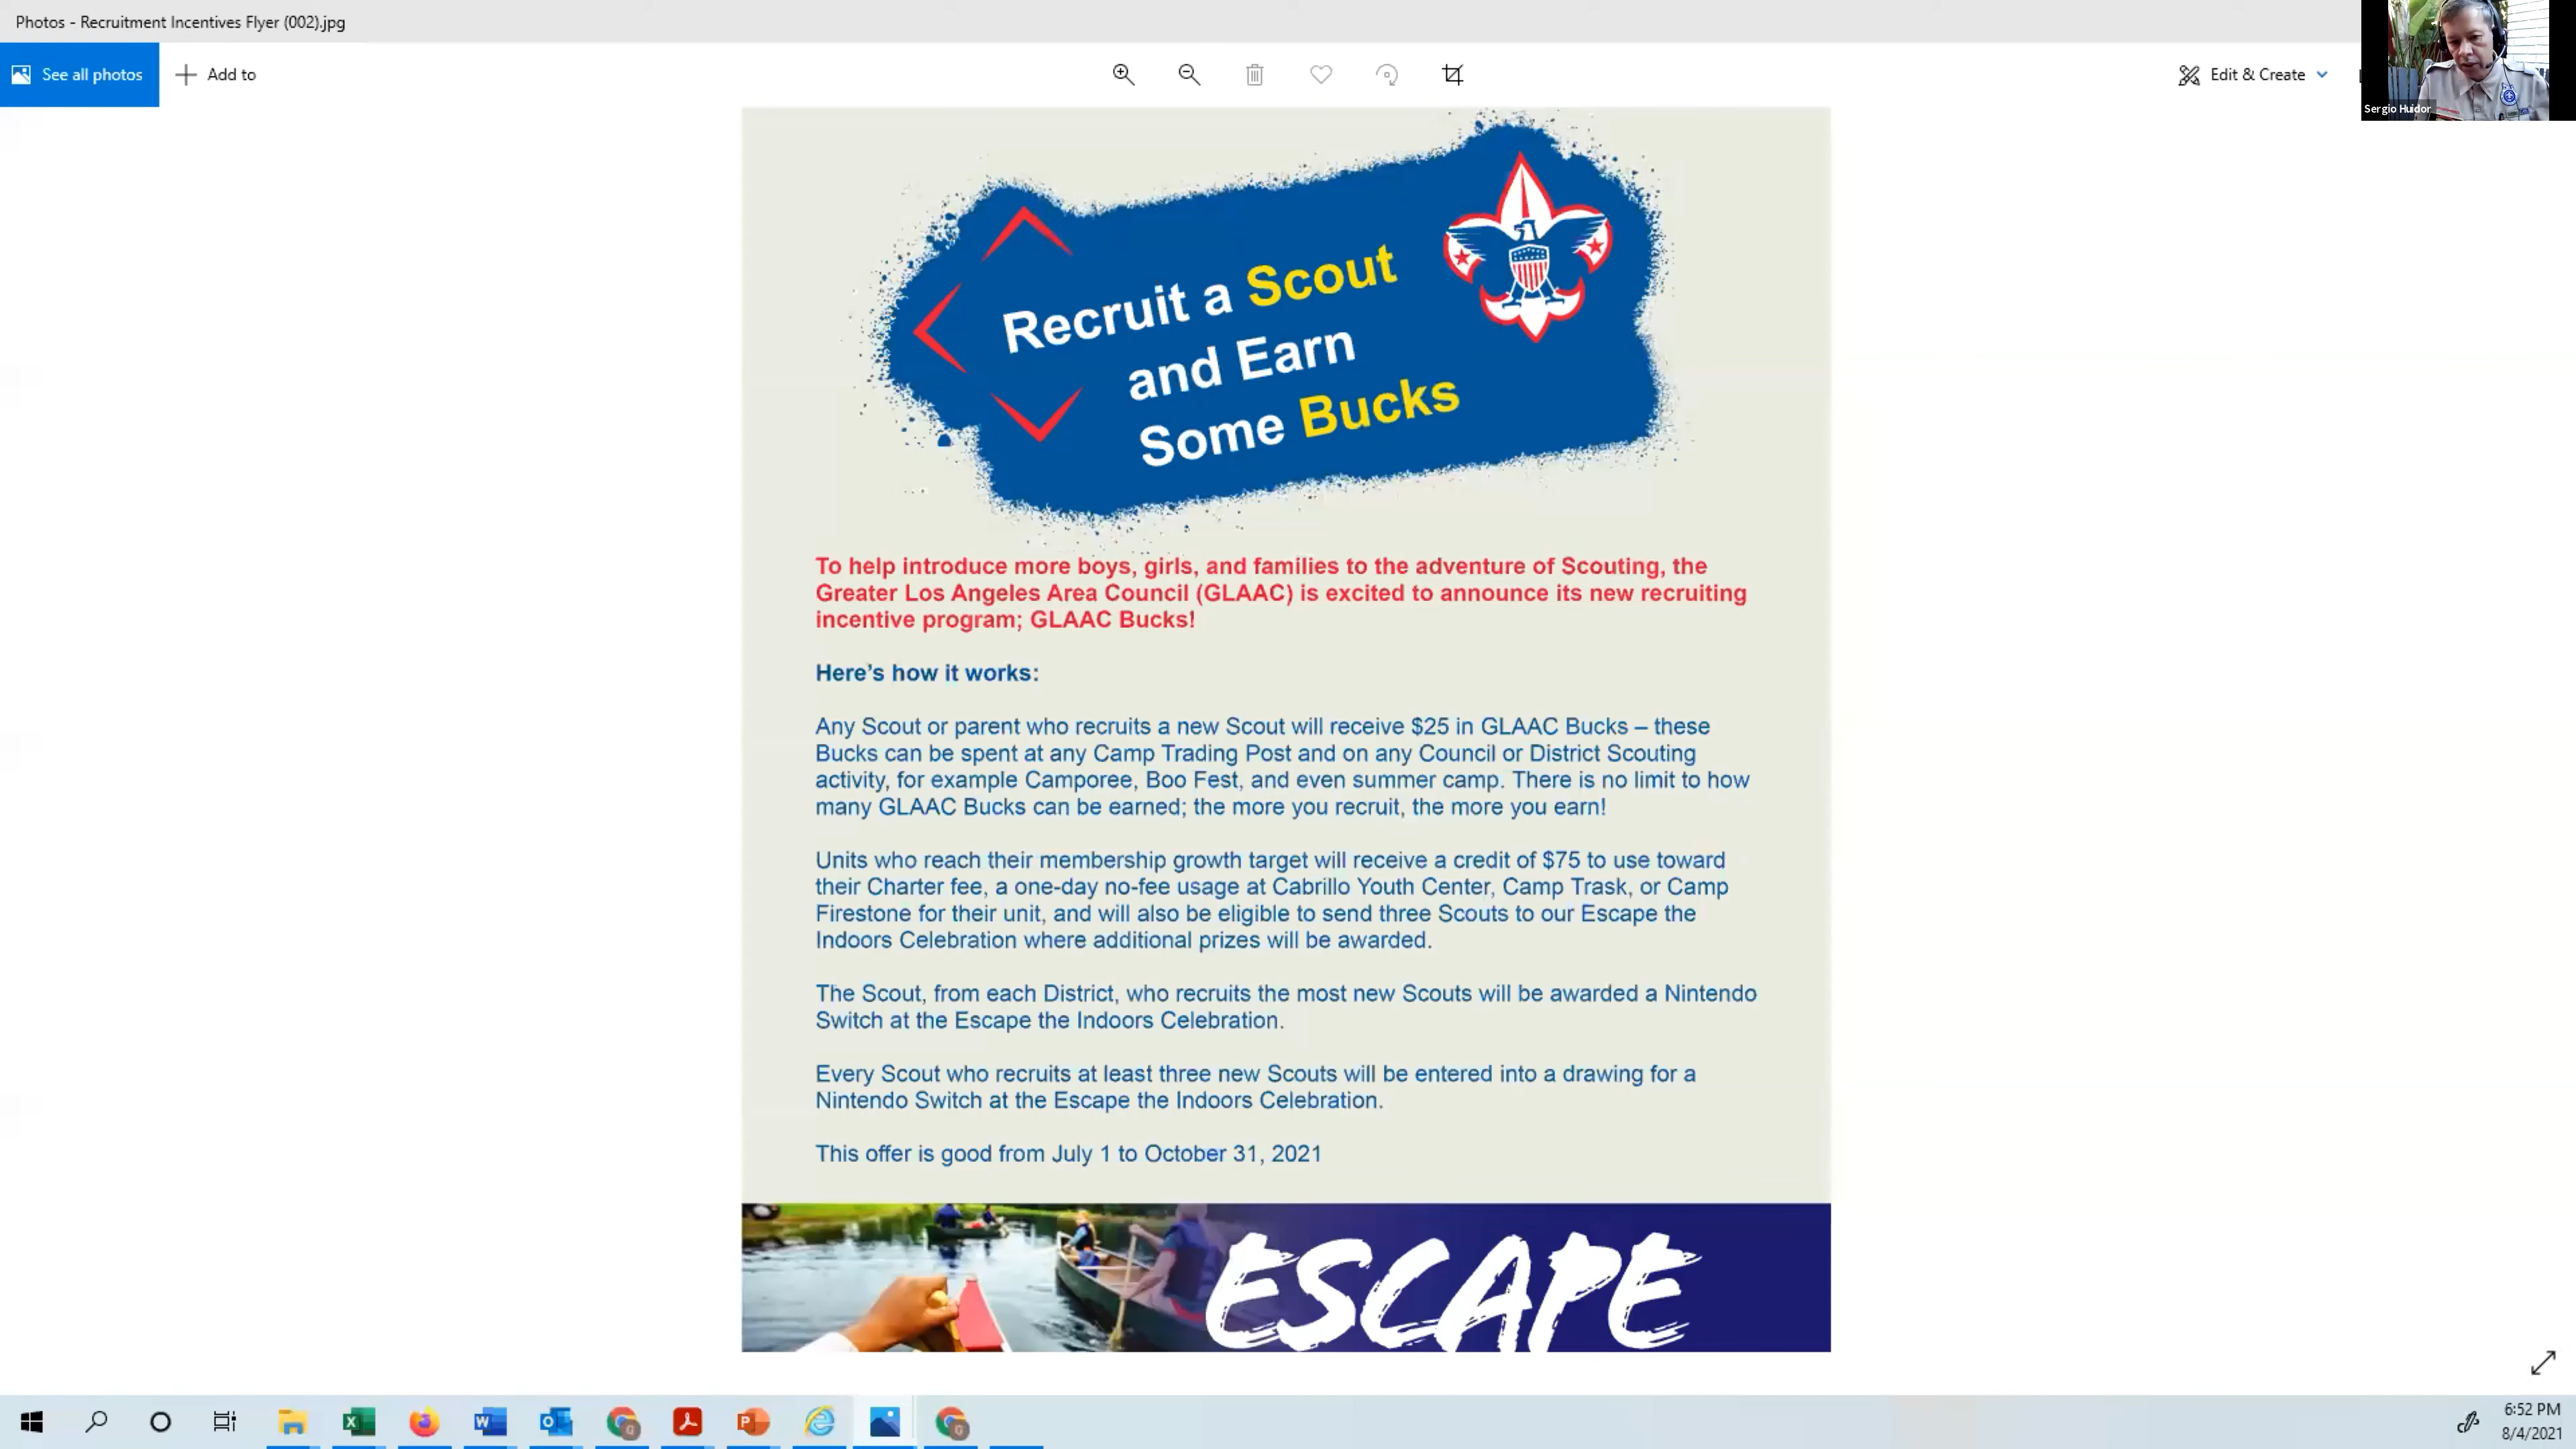 Photos - Recruitment Incentives Flyer (002).jpg
See all photos
Add to
Edit & Create
Sergio Huidor
Recruit a Scout
and Earn
Some Bucks
To help introduce more boys, girls, and families to the adventure of Scouting, the
Greater Los Angeles Area Council (GLAAC) is excited to announce its new recruiting
incentive program; GLAAC Bucks!
Here's how it works:
Any Scout or parent who recruits a new Scout will receive $25 in GLAAC Bucks – these
Bucks can be spent at any Camp Trading Post and on any Council or District Scouting
activity, for example Camporee, Boo Fest, and even summer camp. There is no limit to how
many GLAAC Bucks can be earned; the more you recruit, the more you earn!
Units who reach their membership growth target will receive a credit of $75 to use toward
their Charter fee, a one-day no-fee usage at Cabrillo Youth Center, Camp Trask, or Camp
Firestone for their unit, and will also be eligible to send three Scouts to our Escape the
Indoors Celebration where additional prizes will be awarded.
The Scout, from each District, who recruits the most new Scouts will be awarded a Nintendo
Switch at the Escape the Indoors Celebration.
Every Scout who recruits at least three new Scouts will be entered into a drawing for a
Nintendo Switch at the Escape the Indoors Celebration.
This offer is good from July 1 to October 31, 2021
ESCAPE
6:52 PM
8/4/2021